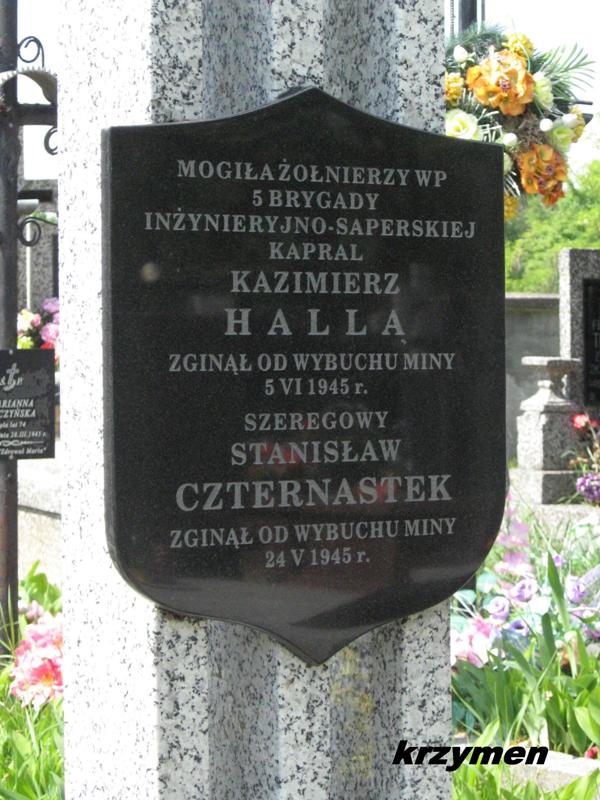 MOGIŁA ŻOŁNIERZY WP
5 BRYGADY
INŻYNIERYJNO-SAPERSKIEJ
KAPRAL
KAZIMIERZ
HALLA
ZGINĄŁ OD WYBUCHU MINY
5 VI 1945 r.
SZEREGOWY
STANISŁAW
CZTERNASTEK
ZGINĄŁ OD WYBUCHU MINY
24 V 1945 r.
krzymen